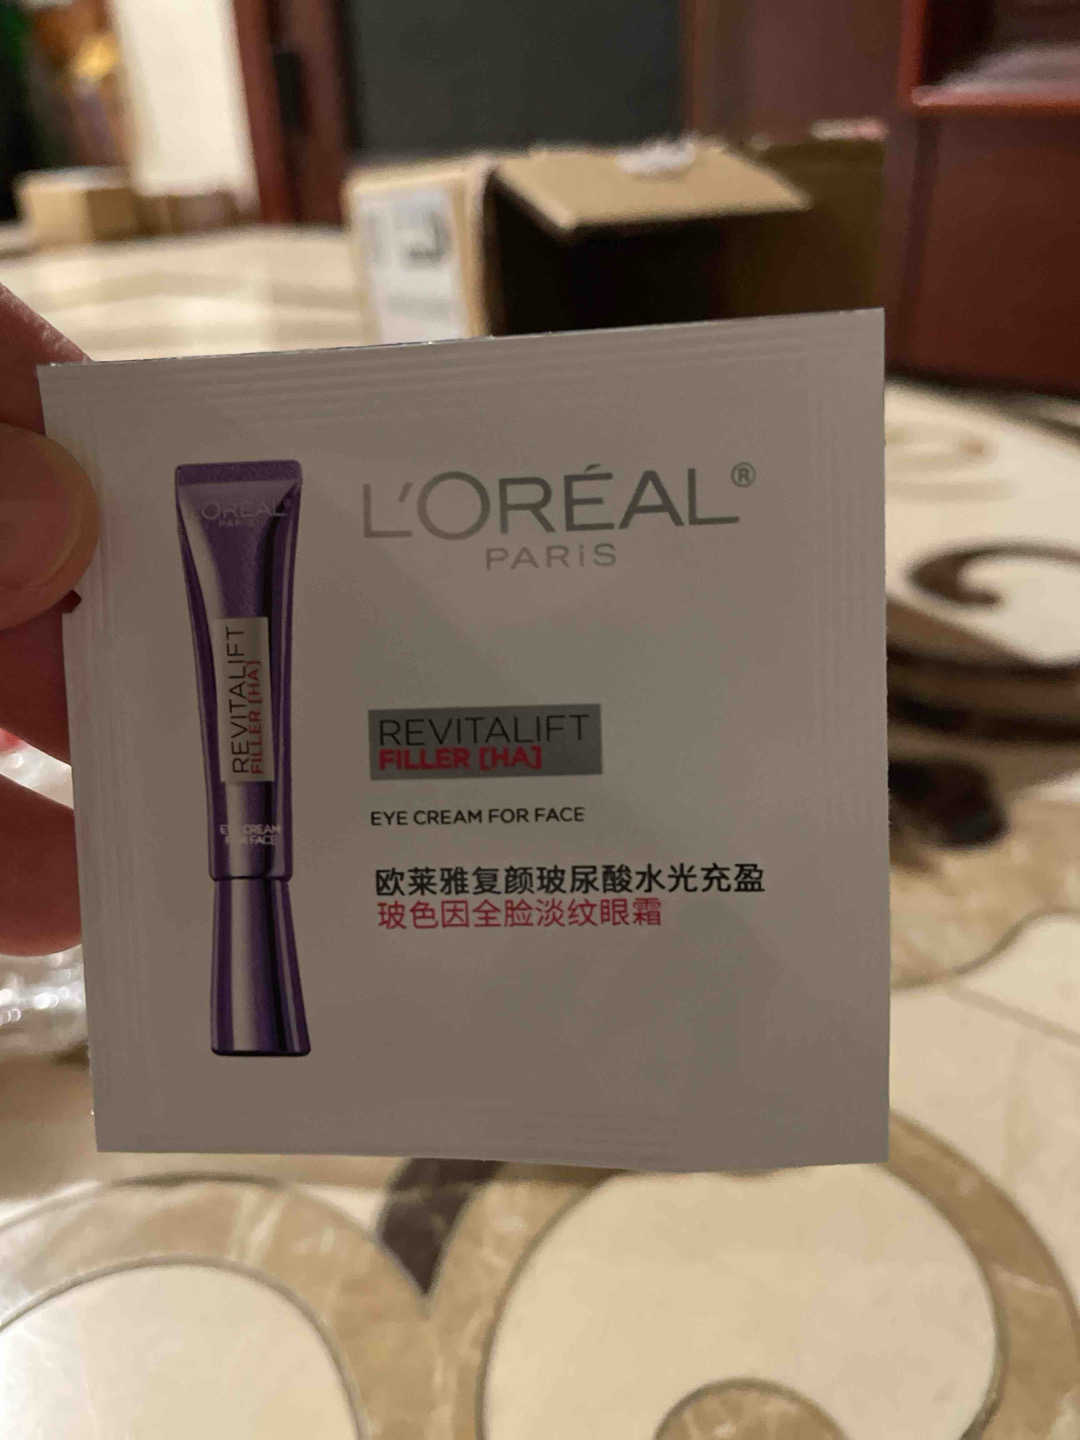 L'ORÉAL®
PARiS
REVITALIFT
FILLER [HA]
EYE CREAM FOR FACE
欧莱雅复颜玻尿酸水光充盈
玻色因全脸淡纹眼霜
L'ORÉAL
PARiS
REVITALIFT
FILLER [HA]
EYE CREAM
FOR FACE